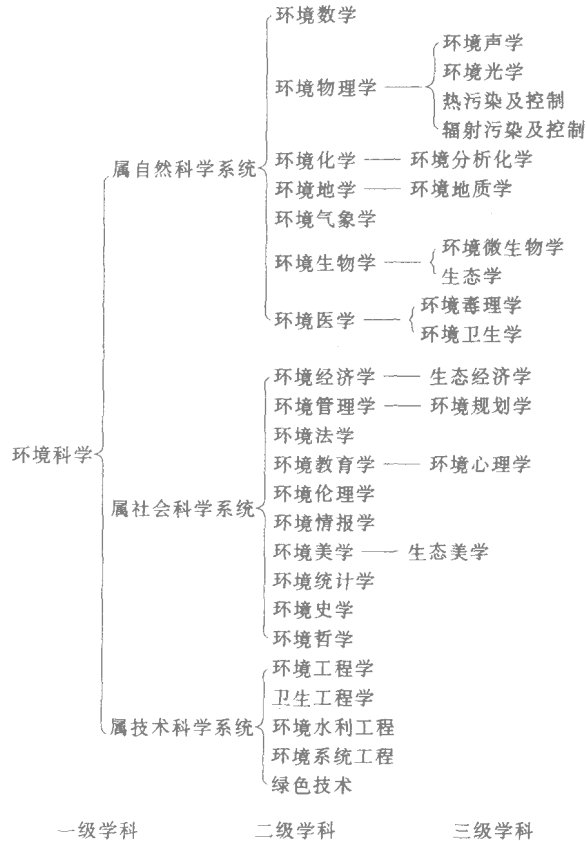 环境数学
环境物理学
环境声学
环境光学
热污染及控制
辐射污染及控制
属自然科学系统
环境化学 环境分析化学
环境地学 环境地质学
环境气象学
环境生物学
环境微生物学
生态学
环境医学
环境毒理学
环境卫生学
环境科学
属社会科学系统
环境经济学 生态经济学
环境管理学 环境规划学
环境法学
环境教育学 环境心理学
环境伦理学
环境情报学
环境美学 生态美学
环境统计学
环境史学
环境哲学
属技术科学系统
环境工程学
卫生工程学
环境水利工程
环境系统工程
绿色技术
一级学科 二级学科 三级学科